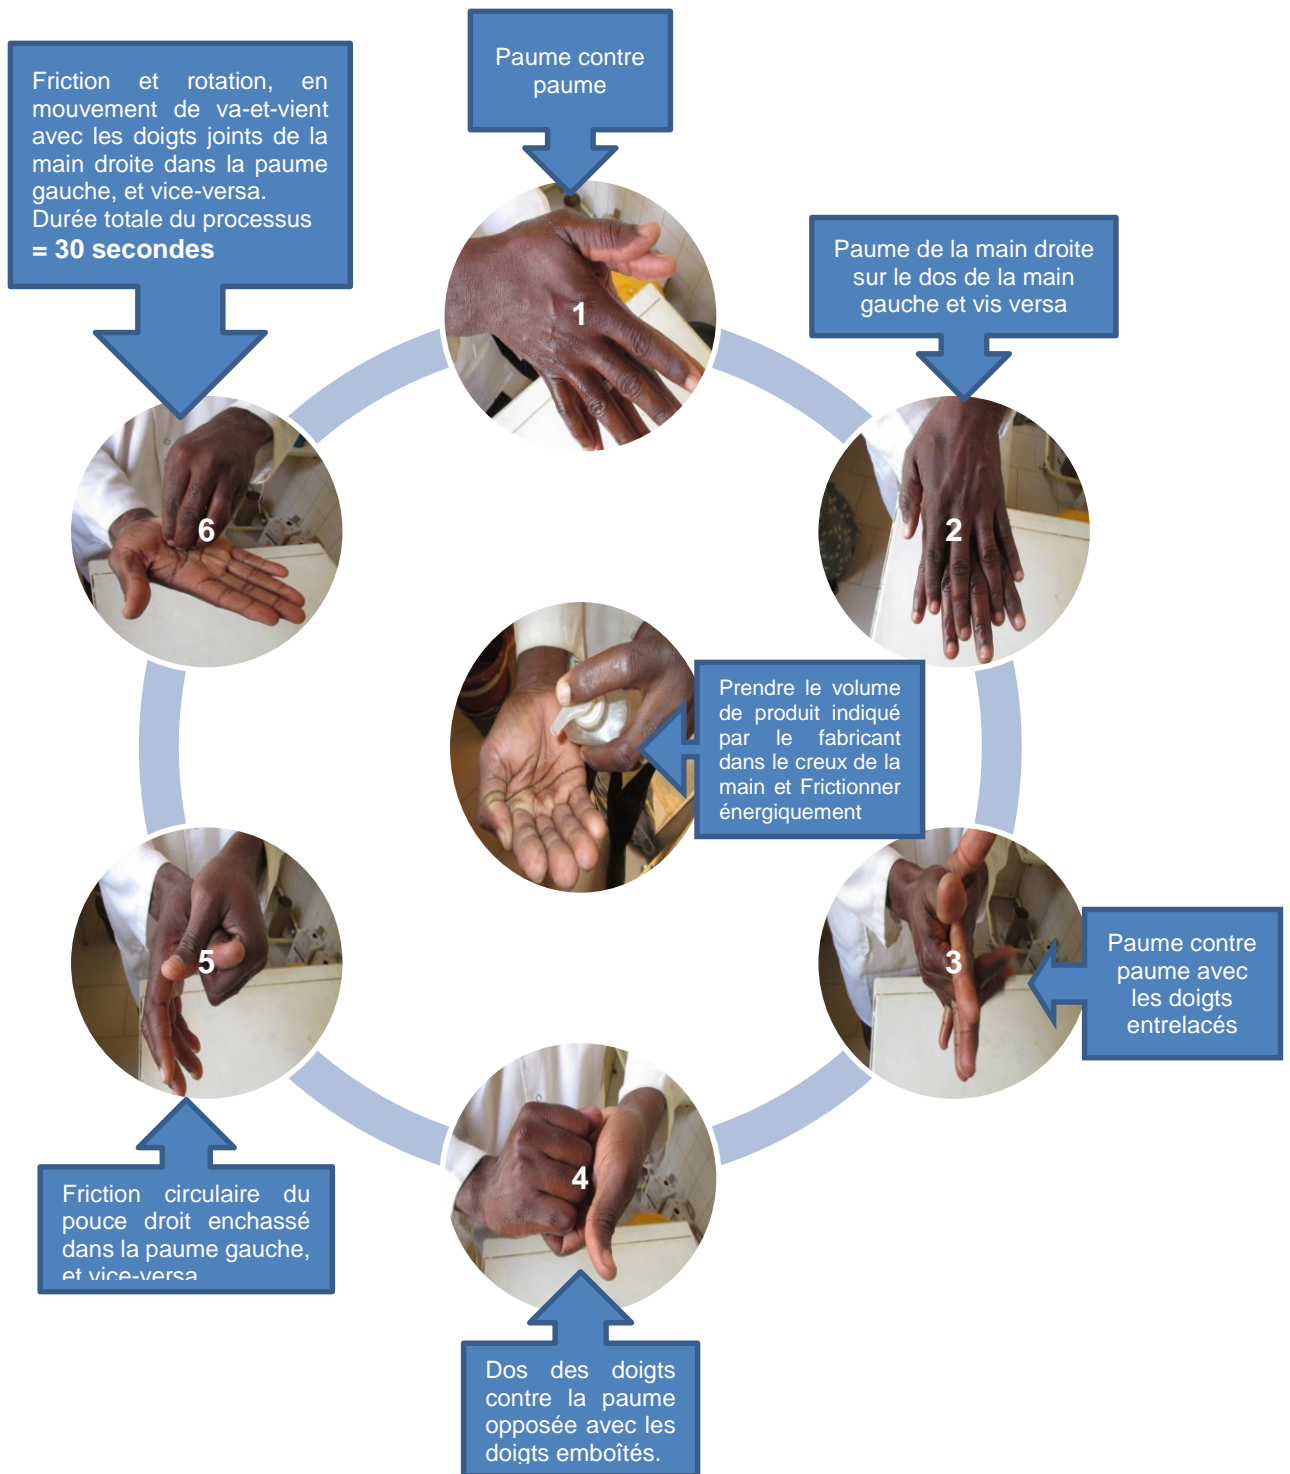 Paume contre
paume
1
Paume de la main droite
sur le dos de la main
gauche et vis versa
2
Paume contre
paume avec
les doigts
entrelacés
3
Dos des doigts
contre la paume
opposée avec les
doigts emboîtés.
4
Friction circulaire du
pouce droit enchassé
dans la paume gauche,
et vice-versa
5
Friction et rotation, en
mouvement de va-et-vient
avec les doigts joints de la
main droite dans la paume
gauche, et vice-versa.
Durée totale du processus
= 30 secondes
6
Prendre le volume
de produit indiqué
par le fabricant
dans le creux de la
main et Frictionner
énergiquement